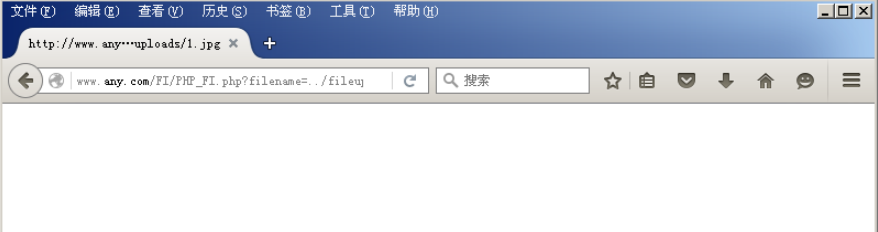 文件(F) 编辑(E) 查看(V) 历史(S) 书签(B) 工具(T) 帮助(H)
http://www.any…uploads/1.jpg
www.any.com/FI/PHP_FI.php?filename=../fileup 搜索